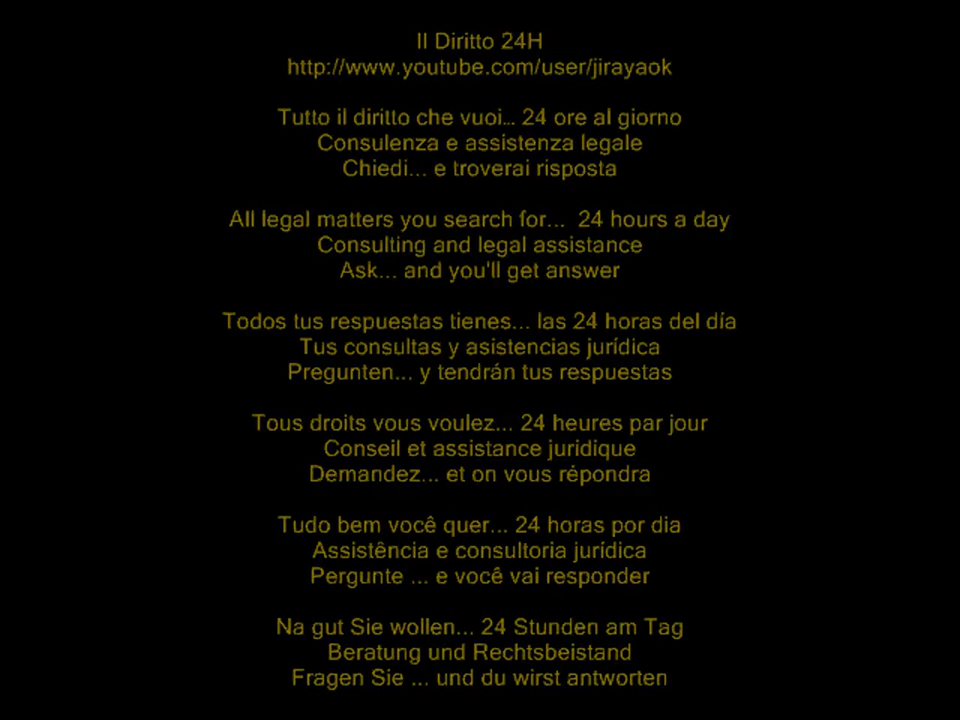 Il Diritto 24H
http://www.youtube.com/user/jirayaok
Tutto il diritto che vuoi... 24 ore al giorno
Consulenza e assistenza legale
Chiedi... e troverai risposta
All legal matters you search for...  24 hours a day
Consulting and legal assistance
Ask... and you'll get answer
Todos tus respuestas tienes... las 24 horas del día
Tus consultas y asistencias jurídica
Pregunten... y tendrán tus respuestas
Tous droits vous voulez... 24 heures par jour
Conseil et assistance juridique
Demandez... et on vous répondra
Tudo bem você quer... 24 horas por dia
Assistência e consultoria jurídica
Pergunte ... e você vai responder
Na gut Sie wollen... 24 Stunden am Tag
Beratung und Rechtsbeistand
Fragen Sie ... und du wirst antworten